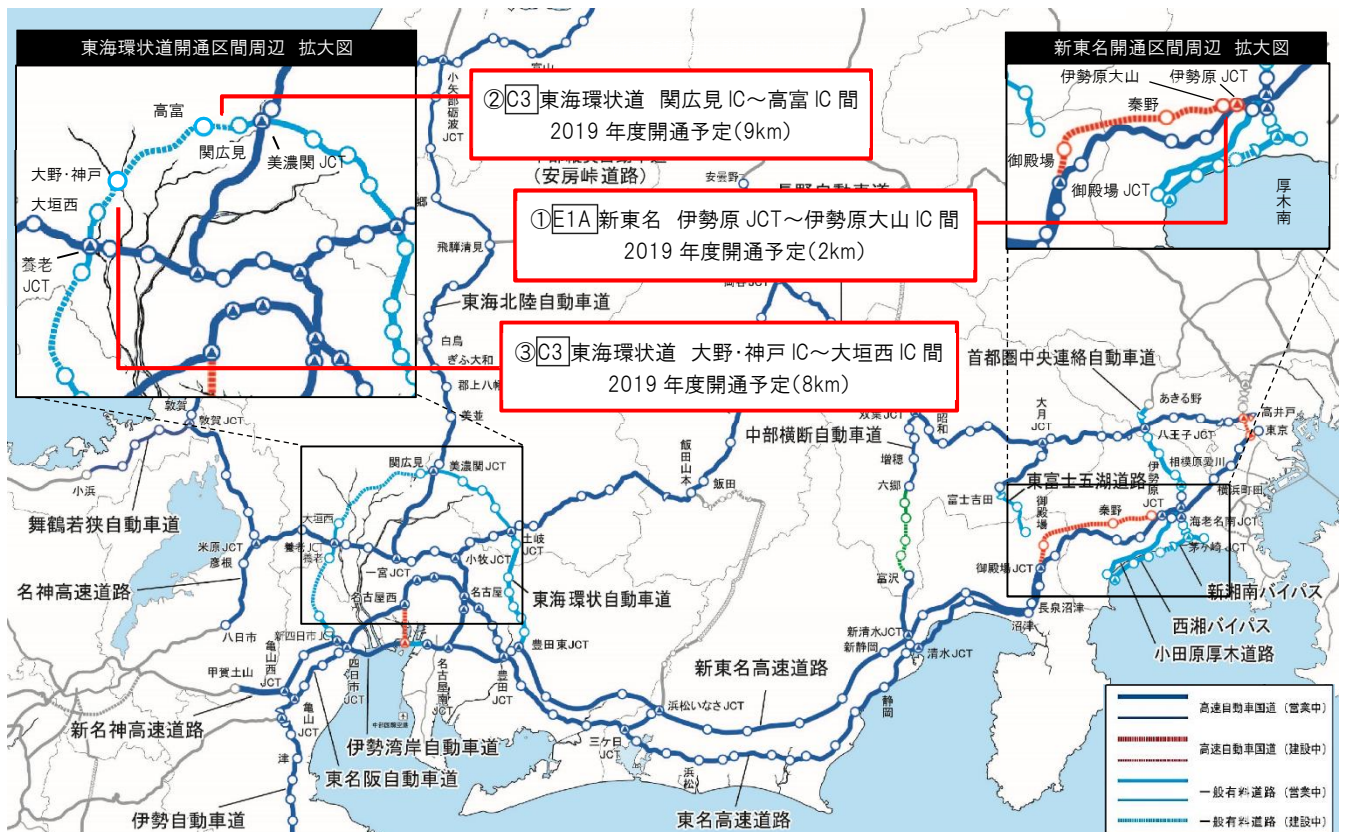 東海環状道開通区間周辺 拡大図
高富
関広見
美濃関JCT
大野・神戸
大垣西
養老
JCT
新東名開通区間周辺 拡大図
伊勢原大山
伊勢原JCT
秦野
御殿場
御殿場JCT
厚木南
②C3東海環状道 関広見IC～高富IC間
2019年度開通予定(9km)
①E1A新東名 伊勢原JCT～伊勢原大山IC間
2019年度開通予定(2km)
③C3東海環状道 大野・神戸IC～大垣西IC間
2019年度開通予定(8km)
小矢部砺波JCT
富山
(安房峠道路)
安曇野
長野自動車道
郷
飛騨清見
東海北陸自動車道
白鳥
ぎふ大和
郡上八幡
美並
敦賀
敦賀JCT
小浜
舞鶴若狭自動車道
米原JCT
彦根
名神高速道路
八日市
関広見
美濃関JCT
大垣西
養老JCT
養老
一宮JCT
小牧JCT
土岐JCT
名古屋西
名古屋
東海環状自動車道
新四日市JCT
四日市JCT
名古屋南JCT
豊田JCT
豊田東JCT
甲賀土山
亀山西JCT
亀山JCT
新名神高速道路
津
伊勢湾岸自動車道
東名阪自動車道
伊勢自動車道
中部国際空港
飯田山本
飯田
双葉JCT
昭和
中部横断自動車道
増穂
六郷
富沢
新清水JCT
新静岡
清水JCT
静岡
新東名高速道路
浜松いなさJCT
三ケ日JCT
浜松
東名高速道路
首都圏中央連絡自動車道
大月JCT
あきる野
八王子JCT
高井戸
東京
相模原愛川
横浜町田
富士吉田
東富士五湖道路
御殿場
秦野
伊勢原JCT
海老名南JCT
茅ヶ崎JCT
御殿場JCT
長泉沼津
沼津
新湘南バイパス
西湘バイパス
小田原厚木道路
高速自動車国道 (営業中)
高速自動車国道 (建設中)
一般有料道路 (営業中)
一般有料道路 (建設中)